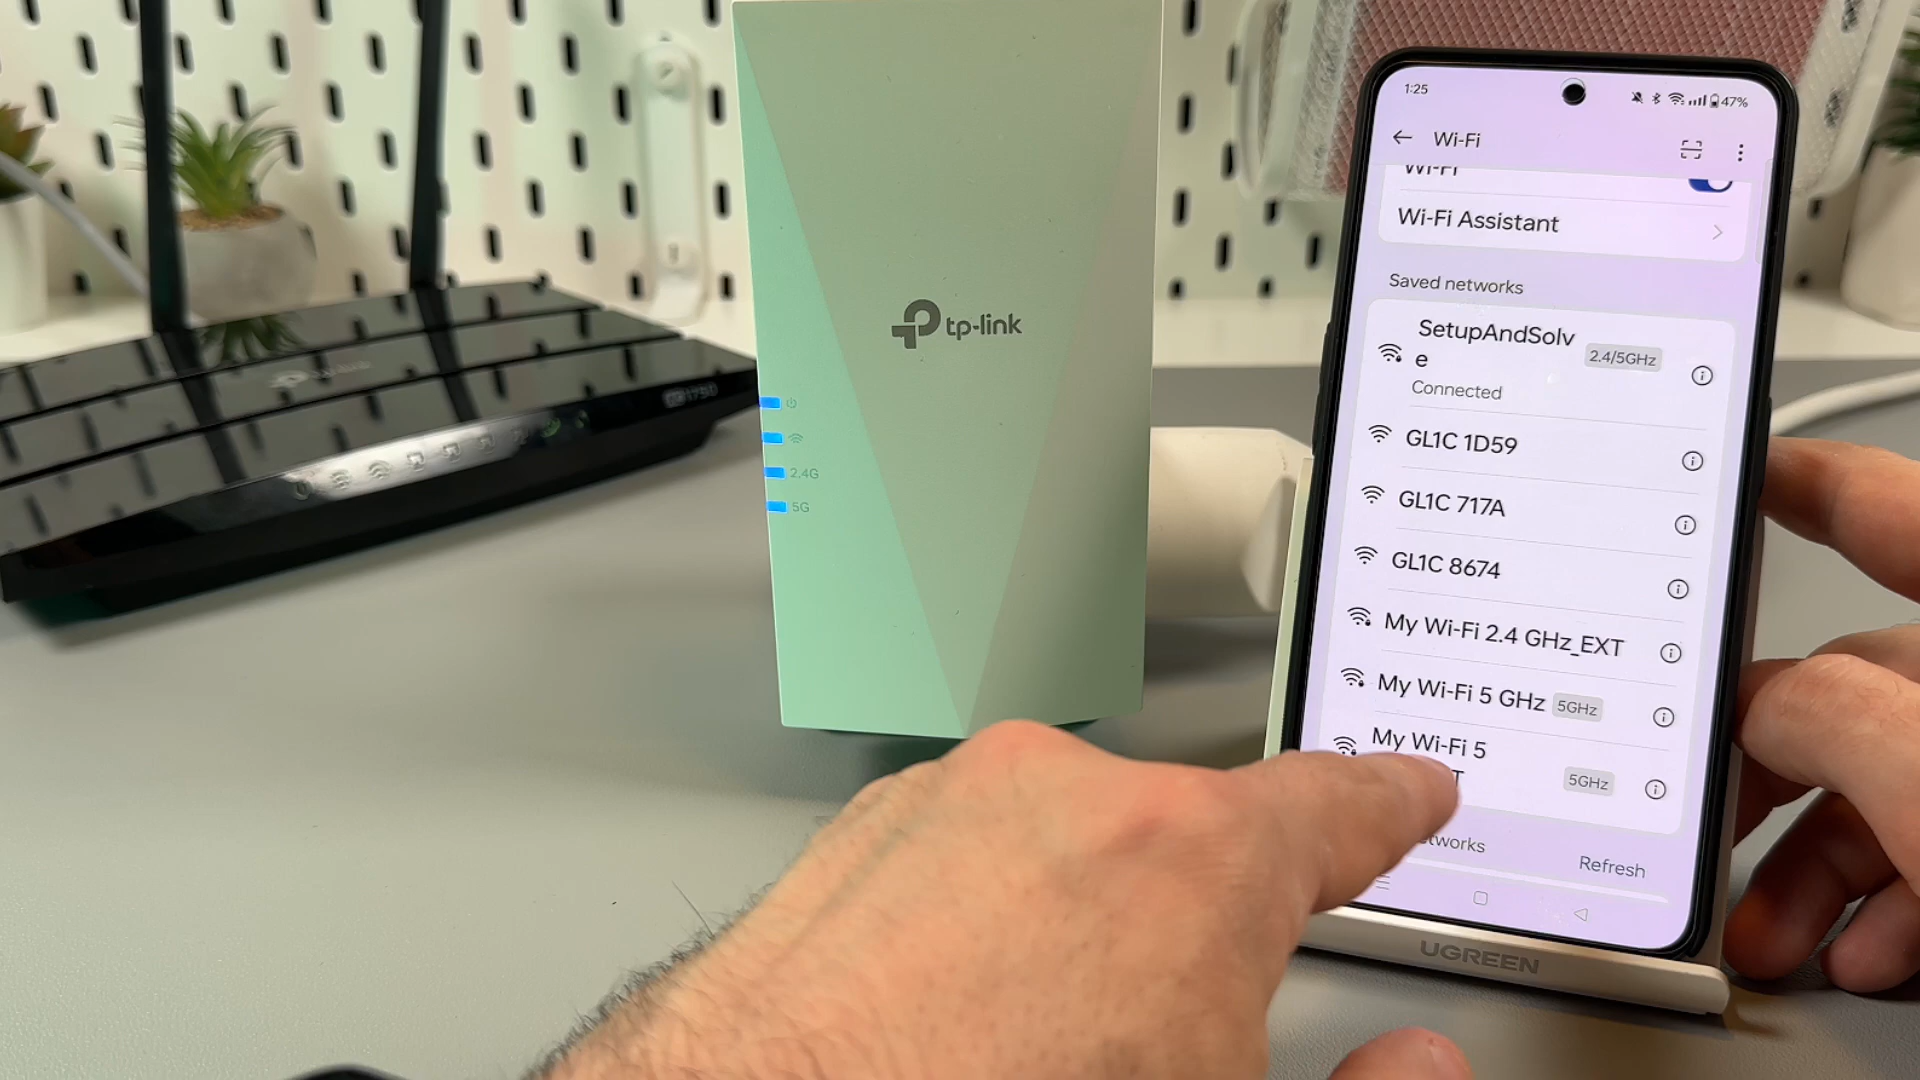 1:25
47%
Wi-Fi
Wi-Fi
Wi-Fi Assistant
Saved networks
SetupAndSolv
e
2.4/5GHz
Connected
GL1C 1D59
GL1C 717A
GL1C 8674
My Wi-Fi 2.4 GHz_EXT
My Wi-Fi 5 GHz
5GHz
My Wi-Fi 5
5GHz
Refresh
tp-link
2.4G
5G
UGREEN